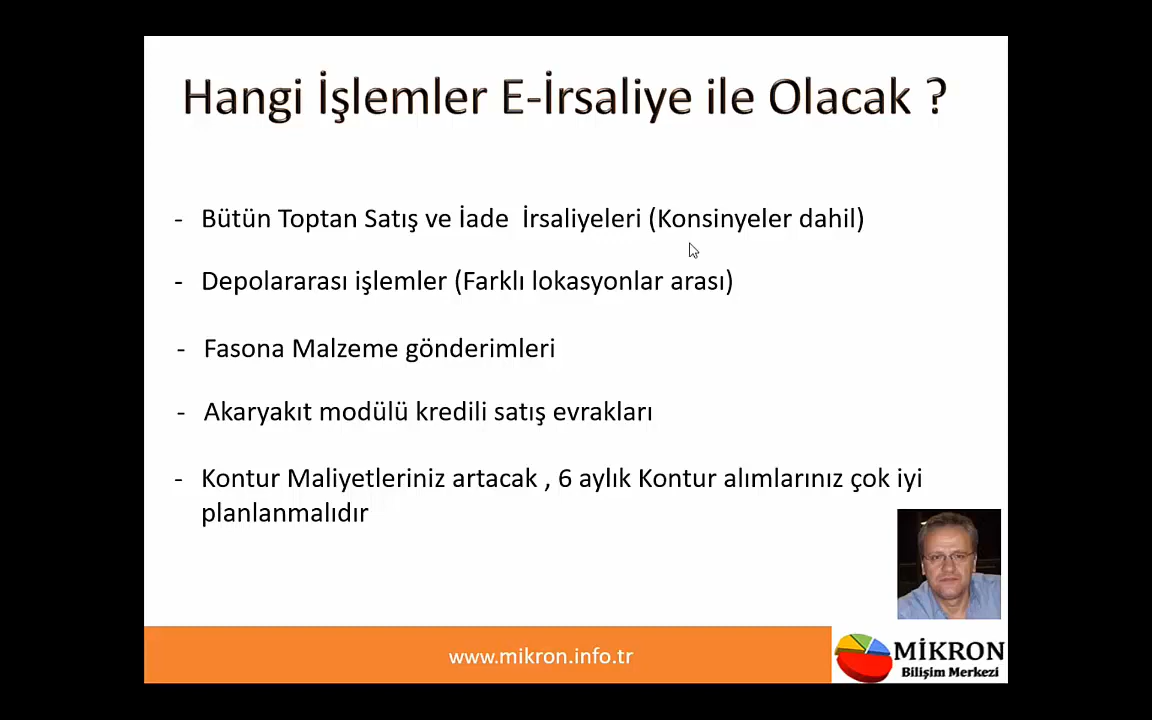 Hangi İşlemler E-İrsaliye ile Olacak ?
- Bütün Toptan Satış ve İade İrsaliyeleri (Konsinyeler dahil)
- Depolararası işlemler (Farklı lokasyonlar arası)
- Fasona Malzeme gönderimleri
- Akaryakıt modülü kredili satış evrakları
- Kontur Maliyetleriniz artacak , 6 aylık Kontur alımlarınız çok iyi
planlanmalıdır
www.mikron.info.tr
MİKRON
Bilişim Merkezi